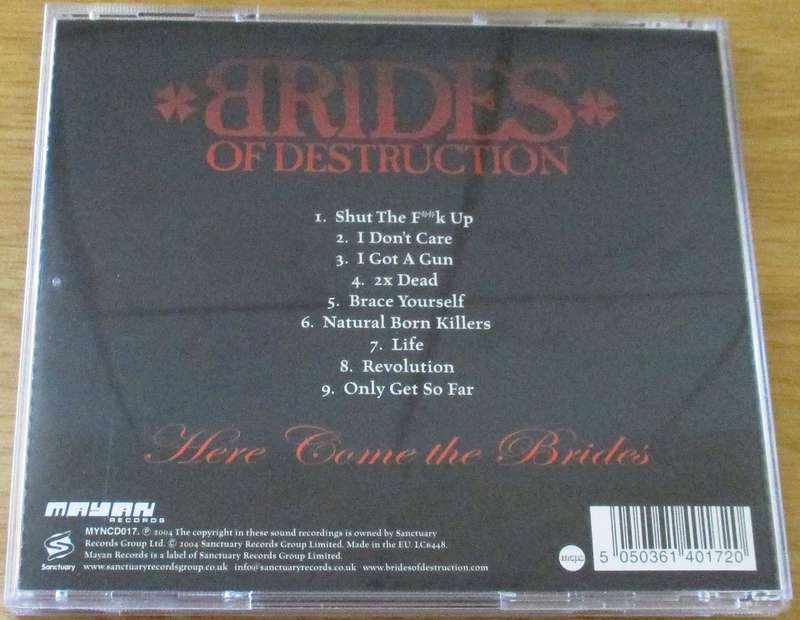 BRIDES
OF DESTRUCTION
1. Shut The F**k Up
2. I Don't Care
3. I Got A Gun
4. 2x Dead
5. Brace Yourself
6. Natural Born Killers
7. Life
8. Revolution
9. Only Get So Far
Here Come the Brides
MAYAN
RECORDS
MYNCD017. ℗ 2004 The copyright in these sound recordings is owned by Sanctuary
Records Group Ltd. © 2004 Sanctuary Records Group Limited. Made in the EU. LC6448.
Mayan Records is a label of Sanctuary Records Group Limited.
Sanctuary www.sanctuaryrecordsgroup.co.uk info@sanctuaryrecords.co.uk www.bridesofdestruction.com
mcps
5 050361 401720